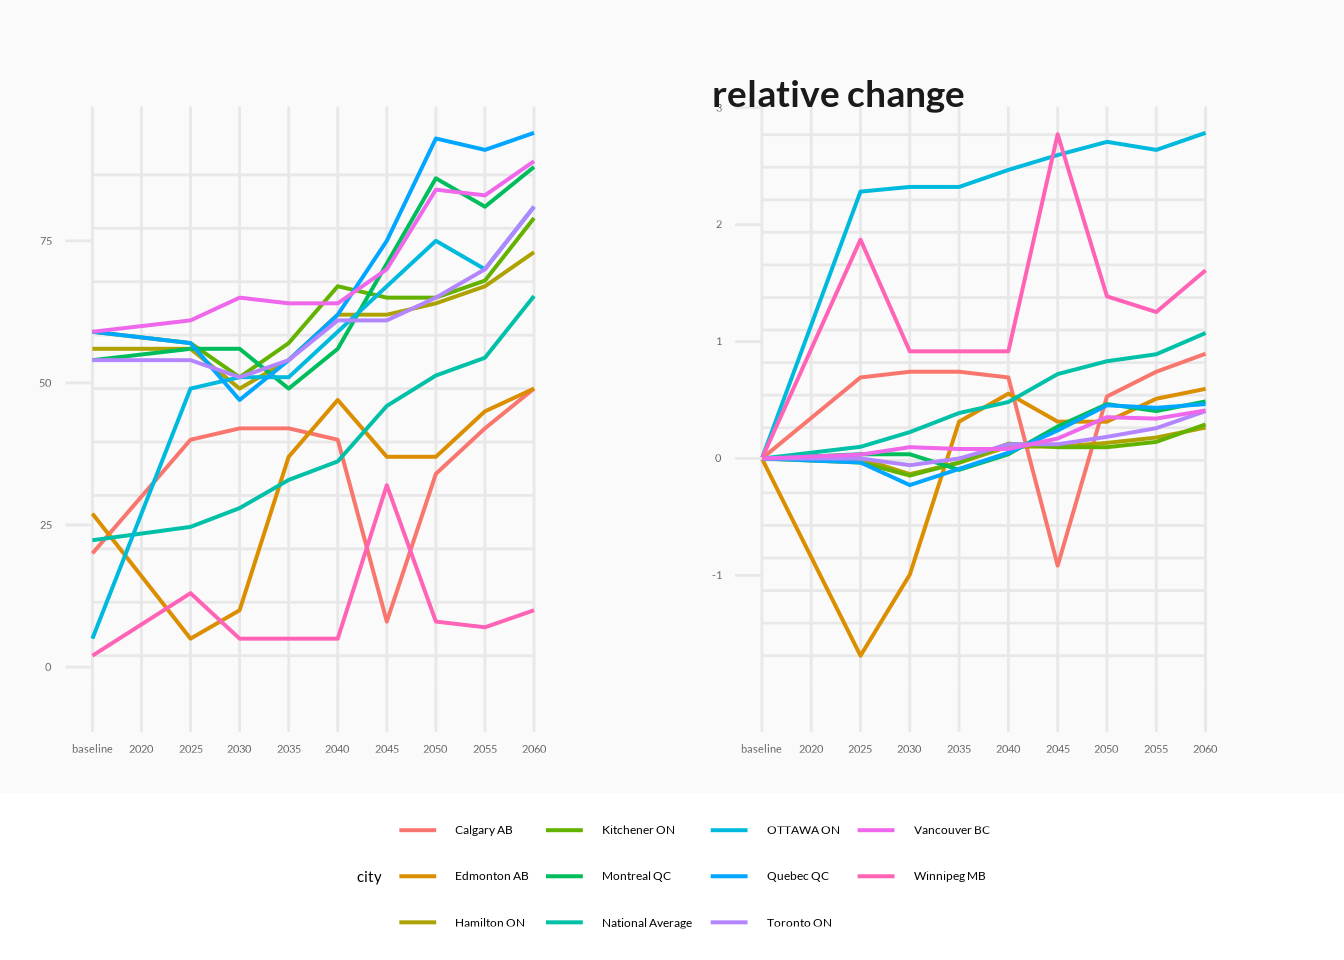 relative change
3
75
50
25
0
2
1
0
-1
baseline 2020 2025 2030 2035 2040 2045 2050 2055 2060
baseline 2020 2025 2030 2035 2040 2045 2050 2055 2060
city
Calgary AB Kitchener ON OTTAWA ON Vancouver BC
Edmonton AB Montreal QC Quebec QC Winnipeg MB
Hamilton ON National Average Toronto ON